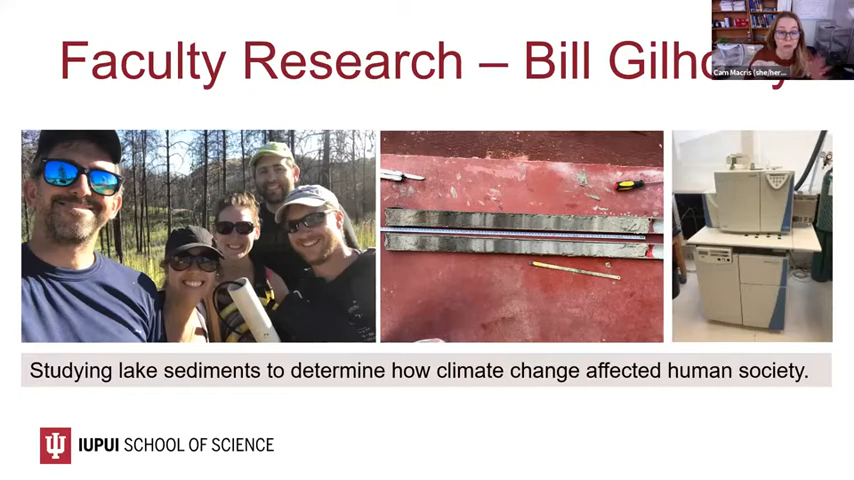 Faculty Research – Bill
Cam Macris (she/her...
Studying lake sediments to determine how climate change affected human society.
IUPUI SCHOOL OF SCIENCE